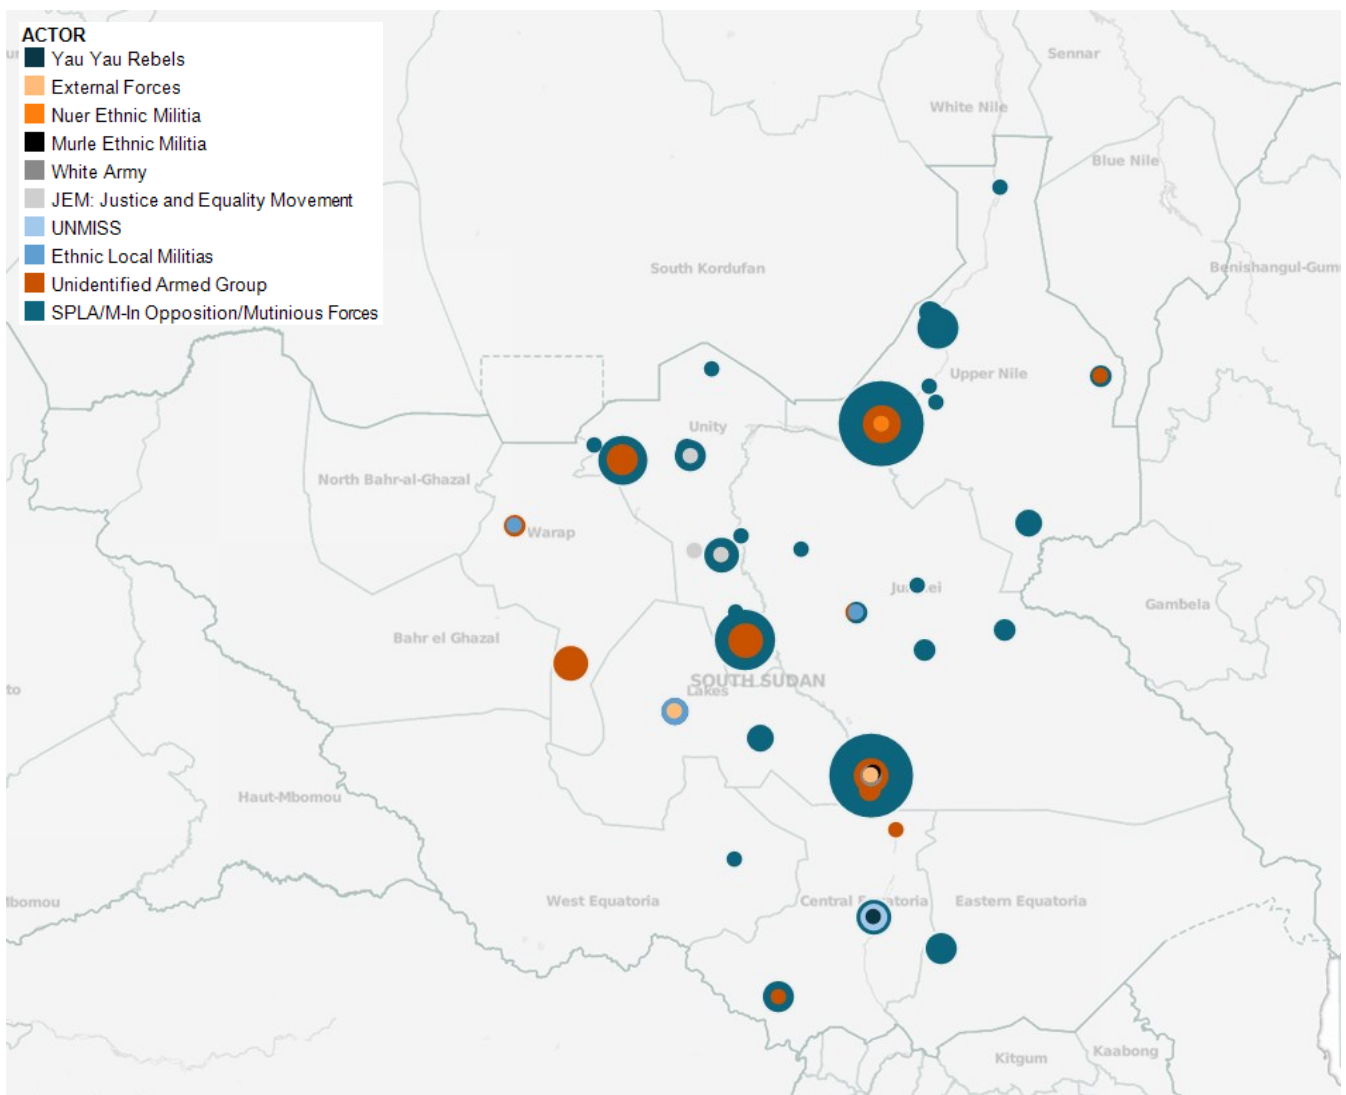 ACTOR
Yau Yau Rebels
External Forces
Nuer Ethnic Militia
Murle Ethnic Militia
White Army
JEM: Justice and Equality Movement
UNMISS
Ethnic Local Militias
Unidentified Armed Group
SPLA/M-In Opposition/Mutinious Forces
Sennar
White Nile
Blue Nile
South Kordufan
Benishangul-Gum
Upper Nile
Unity
North Bahr-al-Ghazal
Warap
Gambela
Bahr el Ghazal
SOUTH SUDAN
Lakes
to
Haut-Mbomou
West Equatoria
Eastern Equatoria
Kitgum
Kaabong